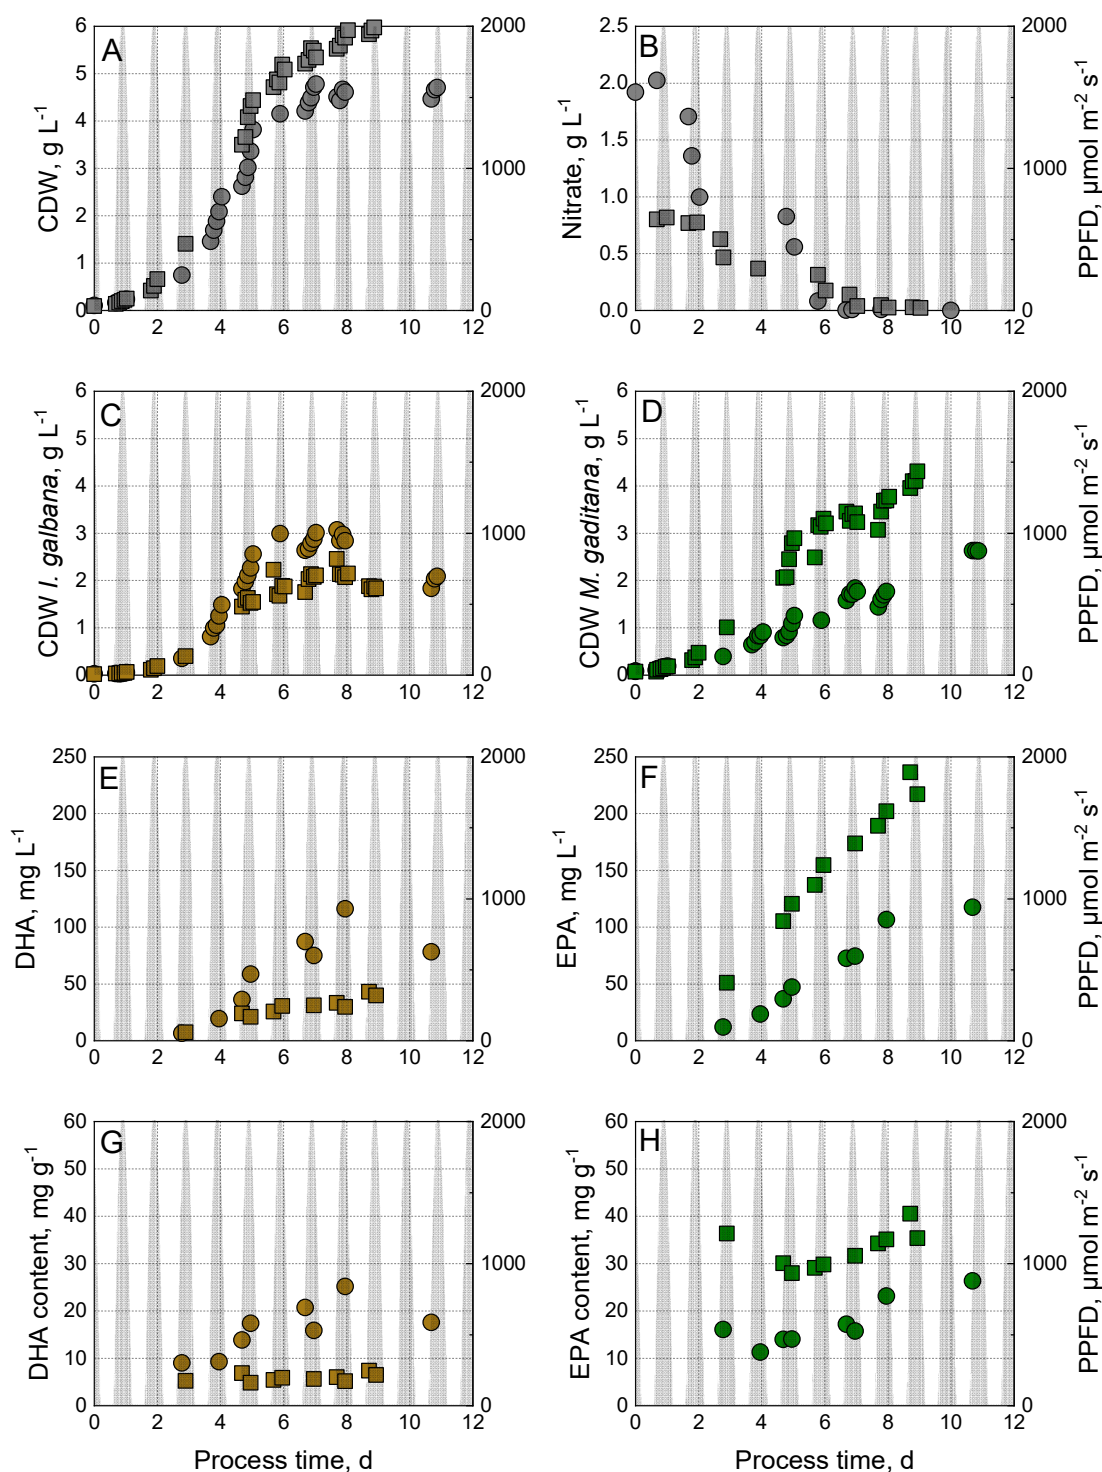 A
CDW, g L⁻¹
6
5
4
3
2
1
0
0 2 4 6 8 10 12
2000
1000
0
B
Nitrate, g L⁻¹
2.5
2.0
1.5
1.0
0.5
0.0
0 2 4 6 8 10 12
2000
1000
0
PPFD, µmol m⁻² s⁻¹
C
CDW I. galbana, g L⁻¹
6
5
4
3
2
1
0
0 2 4 6 8 10 12
2000
1000
0
D
CDW M. gaditana, g L⁻¹
6
5
4
3
2
1
0
0 2 4 6 8 10 12
2000
1000
0
PPFD, µmol m⁻² s⁻¹
E
DHA, mg L⁻¹
250
200
150
100
50
0
0 2 4 6 8 10 12
2000
1000
0
F
EPA, mg L⁻¹
250
200
150
100
50
0
0 2 4 6 8 10 12
2000
1000
0
PPFD, µmol m⁻² s⁻¹
G
DHA content, mg g⁻¹
60
50
40
30
20
10
0
0 2 4 6 8 10 12
2000
1000
0
Process time, d
H
EPA content, mg g⁻¹
60
50
40
30
20
10
0
0 2 4 6 8 10 12
2000
1000
0
PPFD, µmol m⁻² s⁻¹
Process time, d